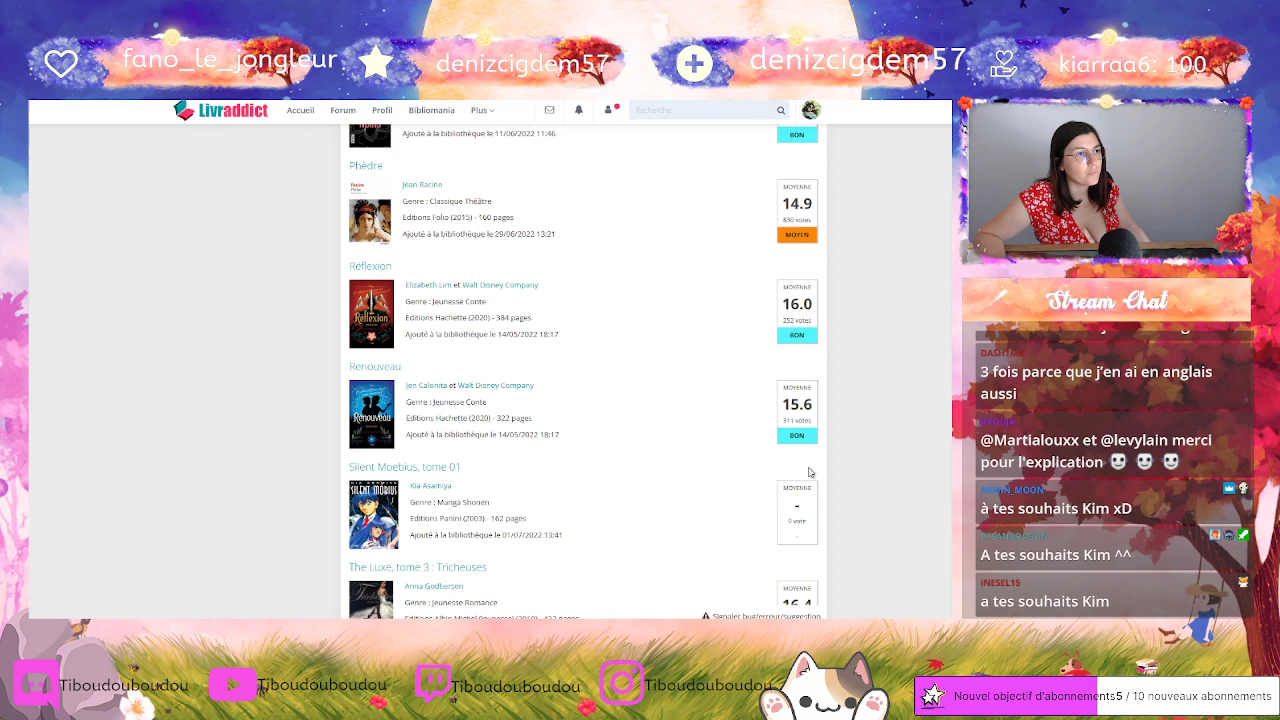 fano_le_jongleur
denizcigdem57
denizcigdem57
kiarraa6: 100
Livraddict Accueil Forum Profil Bibliomania Plus Recherche
Ajouté à la bibliothèque le 11/06/2022 11:46
BON
Phèdre
Jean Racine
Genre : Classique Théâtre
Editions Folio (2015) - 160 pages
Ajouté à la bibliothèque le 29/06/2022 13:21
MOYENNE
14.9
830 votes
MOYEN
Réflexion
Elizabeth Lim et Walt Disney Company
Genre : Jeunesse Conte
Editions Hachette (2020) - 384 pages
Ajouté à la bibliothèque le 14/05/2022 18:17
MOYENNE
16.0
252 votes
BON
Renouveau
Jen Calonita et Walt Disney Company
Genre : Jeunesse Conte
Editions Hachette (2020) - 322 pages
Ajouté à la bibliothèque le 14/05/2022 18:17
MOYENNE
15.6
311 votes
BON
Silent Moebius, tome 01
Kia Asamiya
Genre : Manga Shonen
Editions Panini (2003) - 162 pages
Ajouté à la bibliothèque le 01/07/2022 13:41
MOYENNE
-
0 vote
-
The Luxe, tome 3 : Tricheuses
Anna Godbersen
Genre : Jeunesse Romance
MOYENNE
16.4
Signaler bug/erreur/suggestion
Stream Chat
3 fois parce que j'en ai en anglais
aussi
@Martialouxx et @levylain merci
pour l'explication
à tes souhaits Kim xD
A tes souhaits Kim ^^
INESEL15
a tes souhaits Kim
Tiboudouboudou
Tiboudouboudou
Tiboudouboudou
Tiboudouboudou
Nouvel objectif d'abonnements 5 / 10 nouveaux abonnements